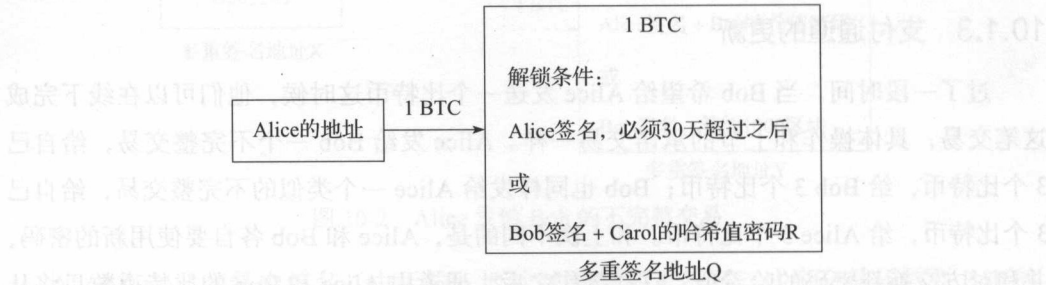 1 BTC
解锁条件：
Alice的地址
1 BTC
Alice签名，必须30天超过之后
或
Bob签名 + Carol的哈希值密码R
多重签名地址Q